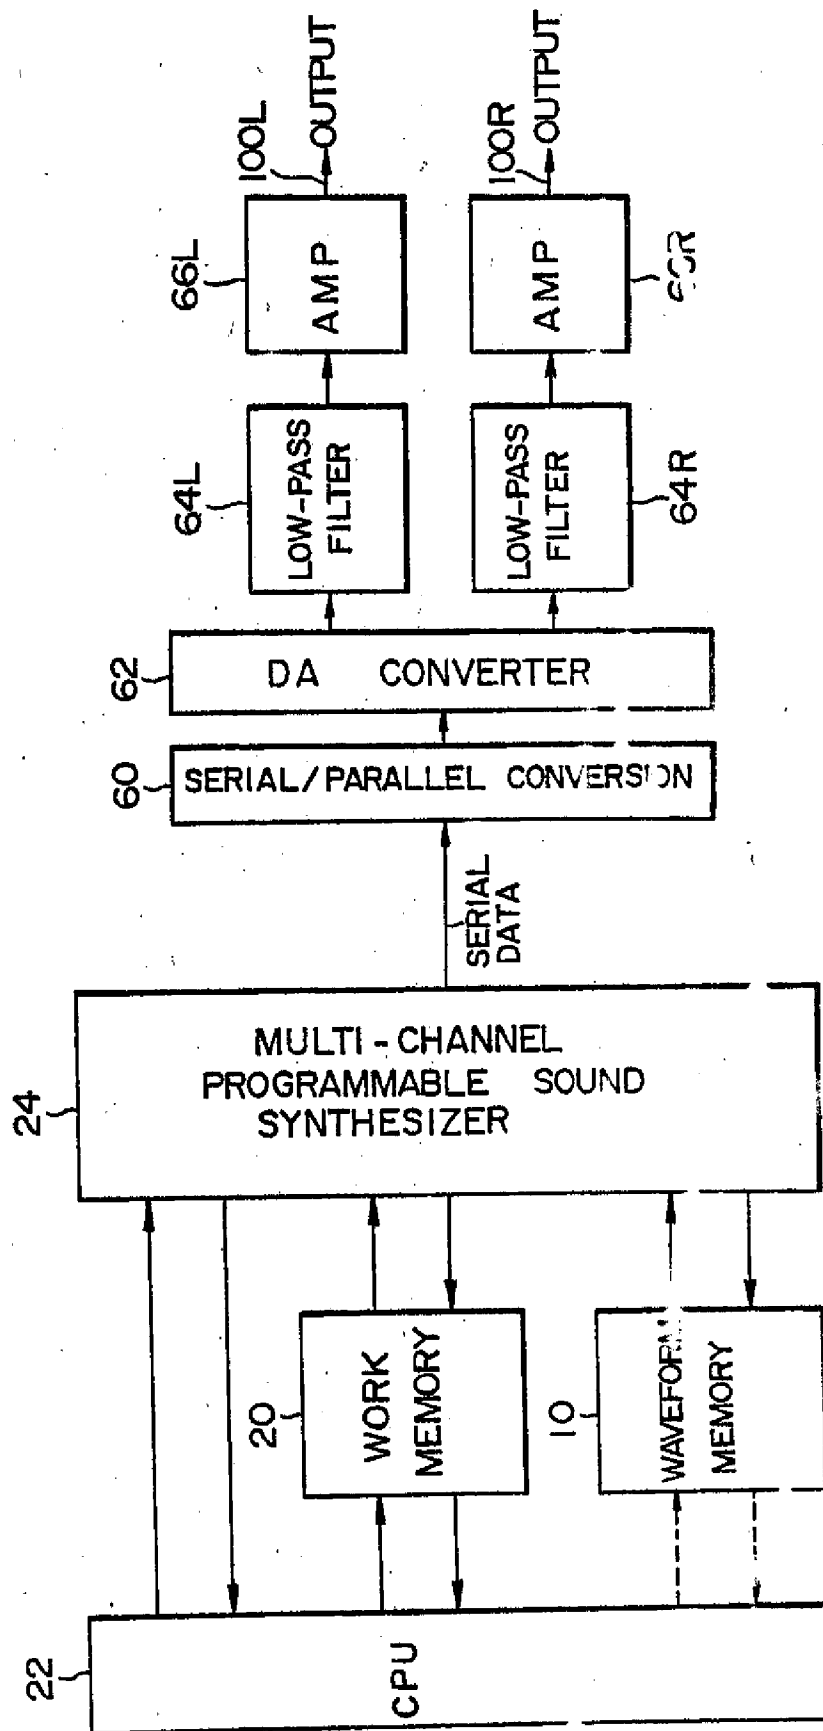 22
CPU
20
WORK
MEMORY
10
WAVEFORM
MEMORY
24
MULTI-CHANNEL
PROGRAMMABLE SOUND
SYNTHESIZER
SERIAL
DATA
60
SERIAL/PARALLEL CONVERSION
62
DA CONVERTER
64L
LOW-PASS
FILTER
64R
LOW-PASS
FILTER
66L
AMP
AMP
100L
OUTPUT
100R
OUTPUT